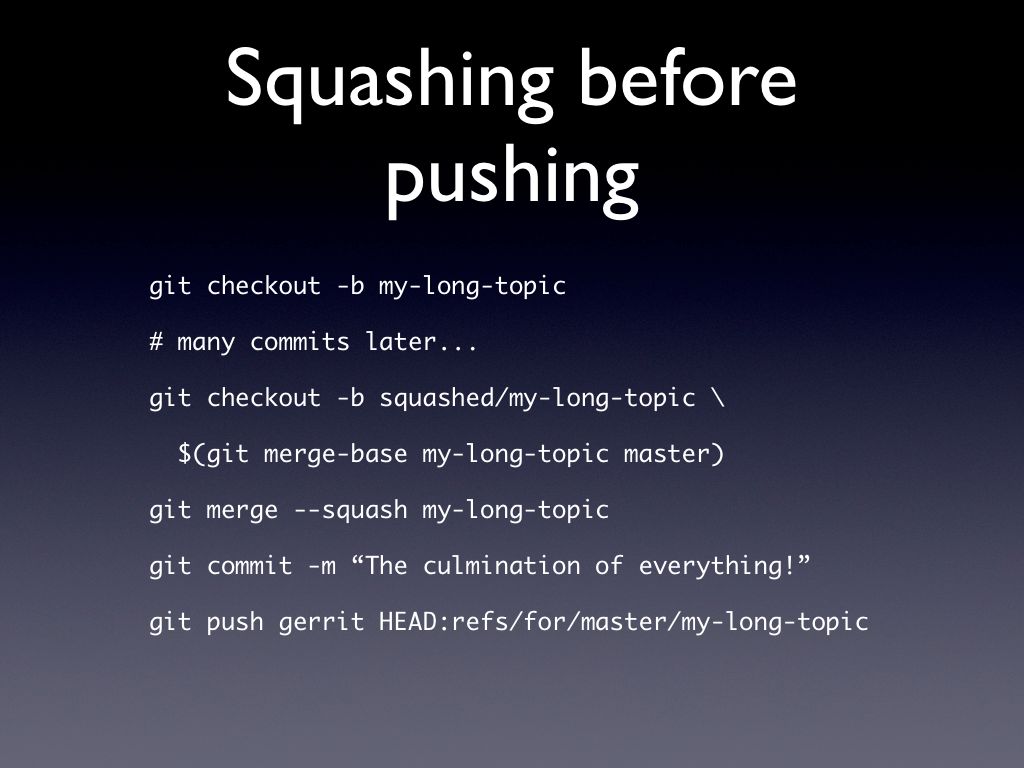 Squashing before
pushing
git checkout -b my-long-topic
# many commits later...
git checkout -b squashed/my-long-topic \
$(git merge-base my-long-topic master)
git merge --squash my-long-topic
git commit -m “The culmination of everything!”
git push gerrit HEAD:refs/for/master/my-long-topic